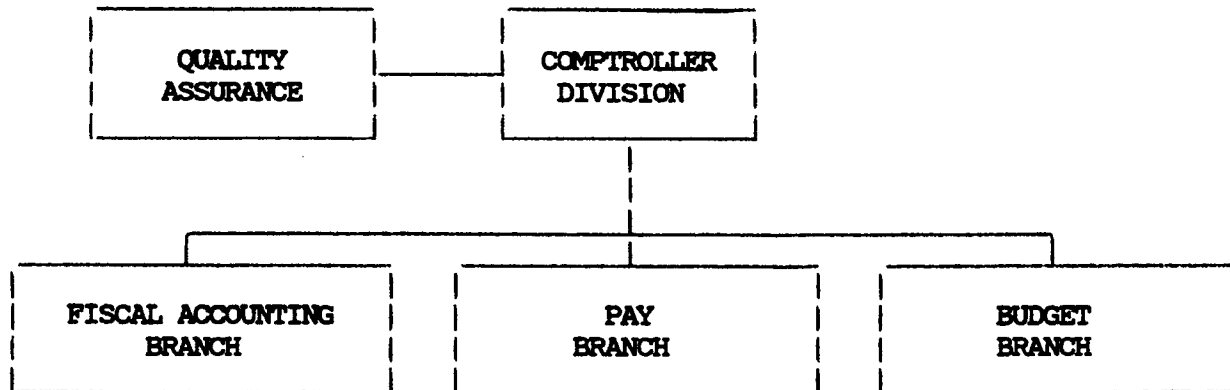 QUALITY
ASSURANCE
COMPTROLLER
DIVISION
FISCAL ACCOUNTING
BRANCH
PAY
BRANCH
BUDGET
BRANCH